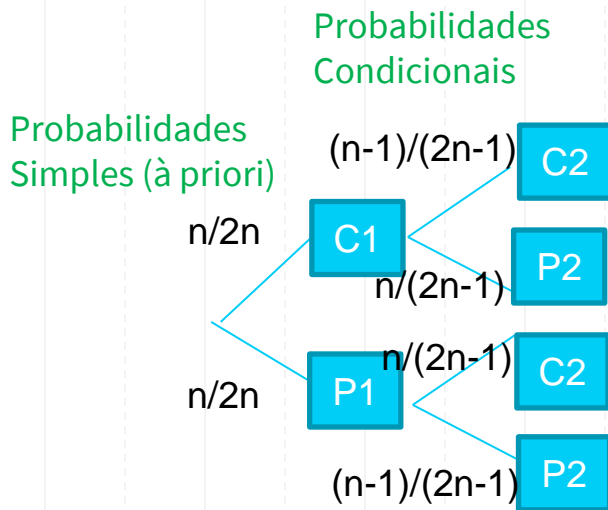 Probabilidades
Condicionais
Probabilidades
Simples (à priori)
(n-1)/(2n-1)
C2
n/2n
C1
P2
n/(2n-1)
n/(2n-1)
C2
n/2n
P1
P2
(n-1)/(2n-1)